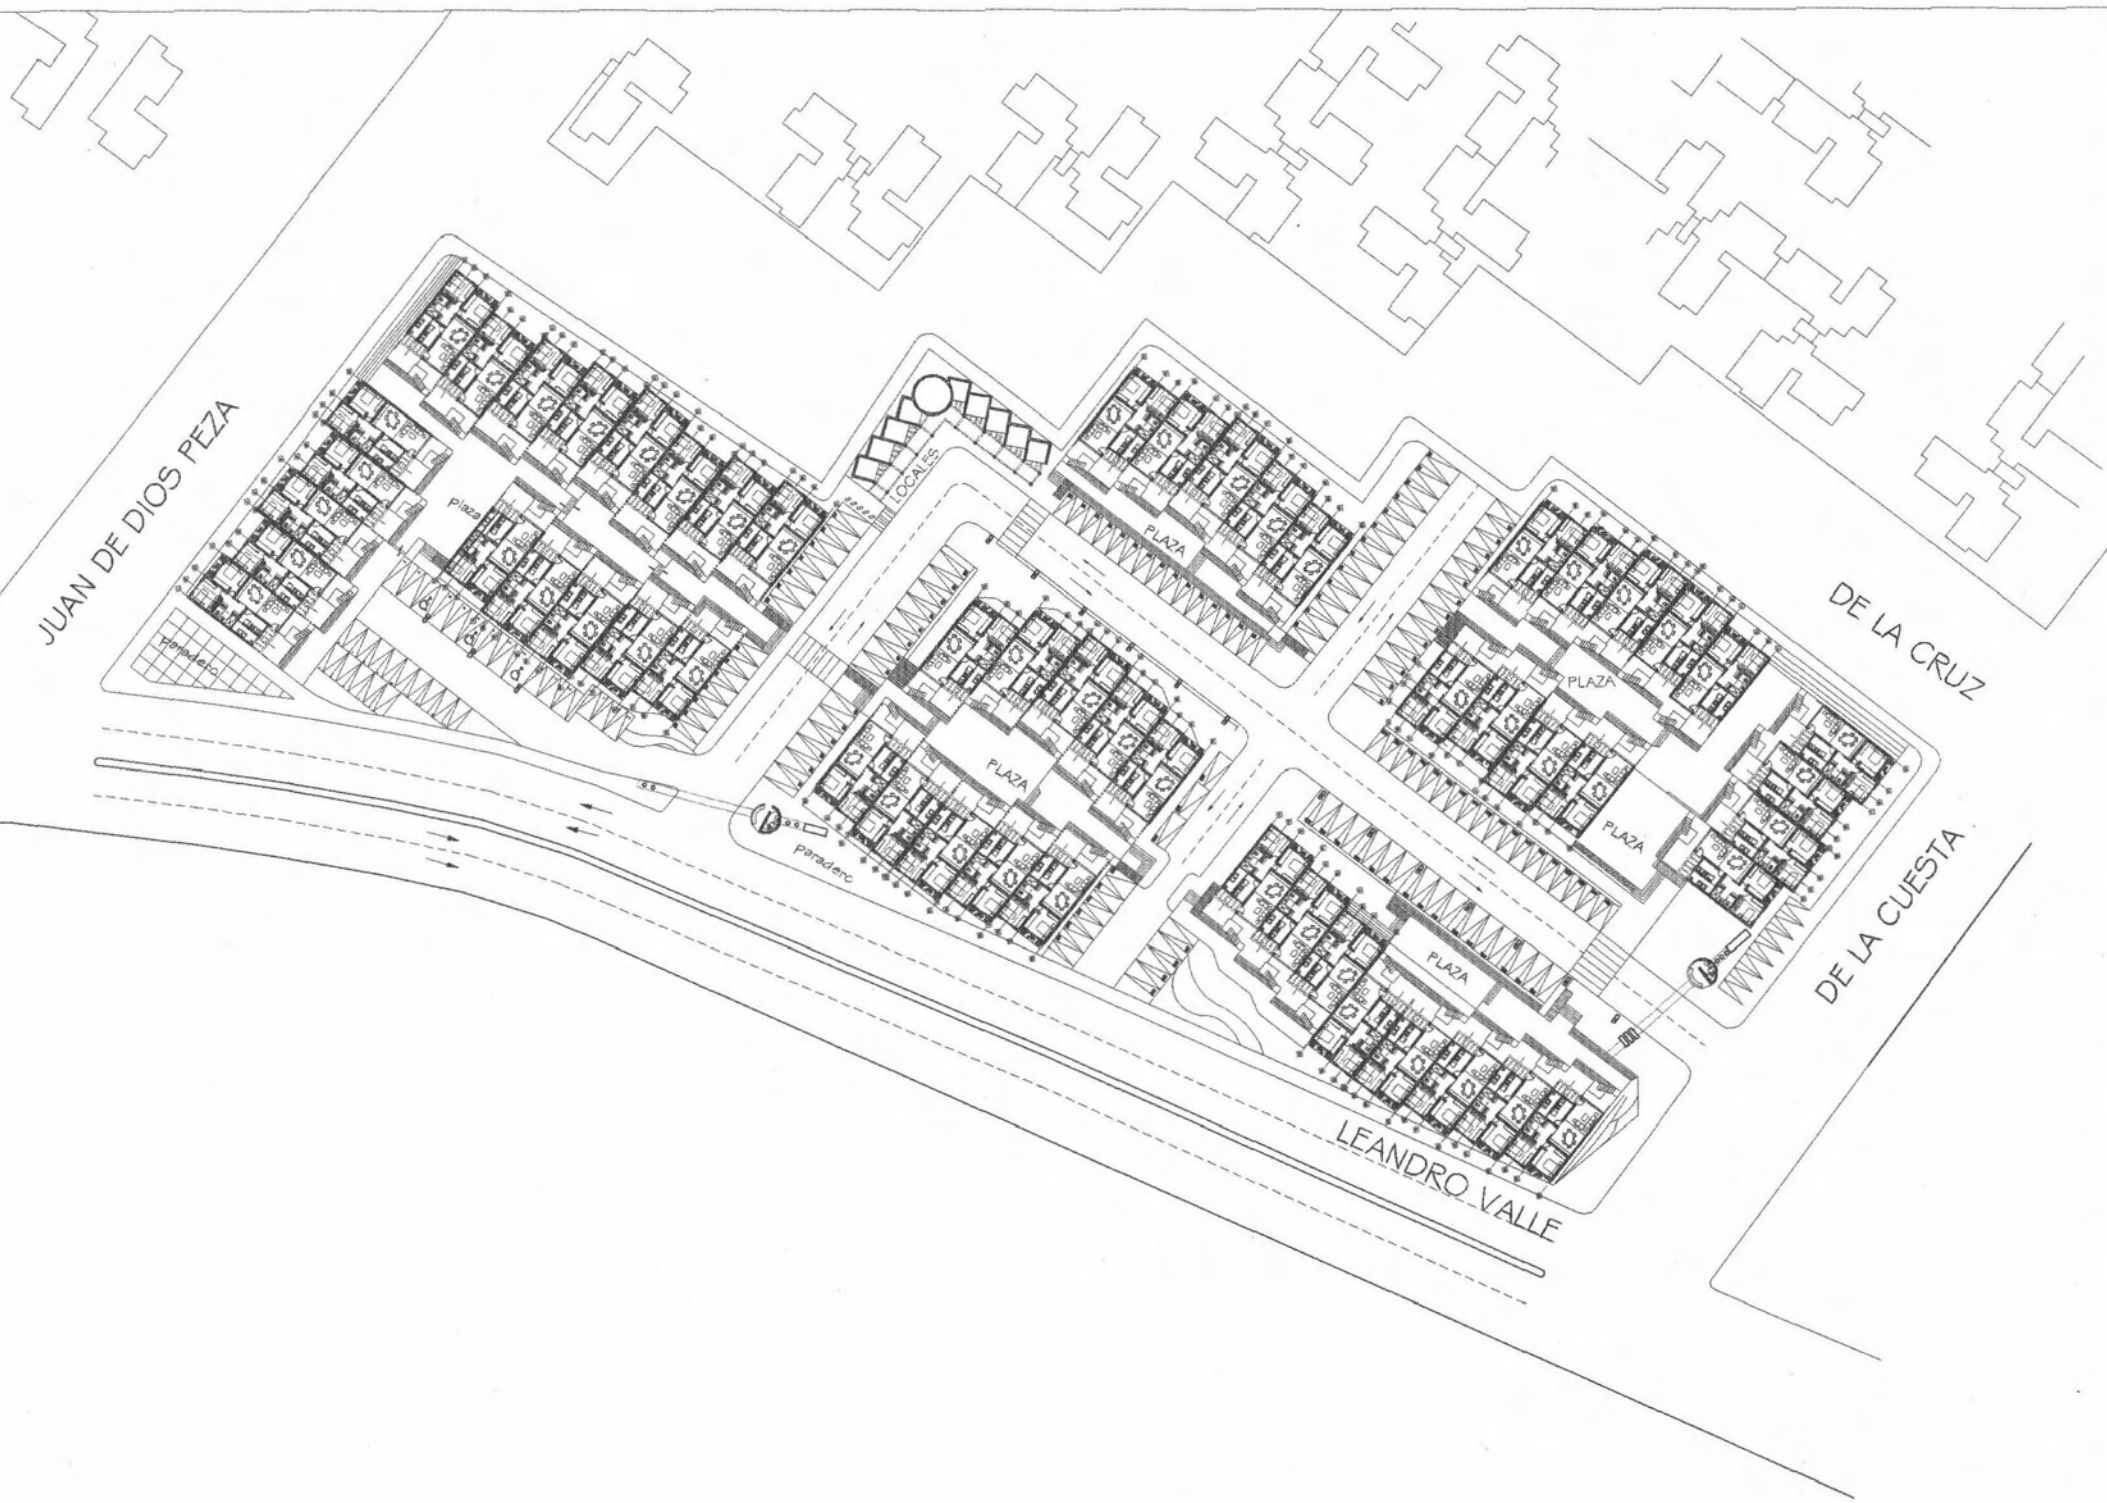 JUAN DE DIOS PEZA
plaza
paradero
LOCALES
PLAZA
PLAZA
PLAZA
PLAZA
PLAZA
paradero
DE LA CRUZ
DE LA CUESTA
LEANDRO VALLE